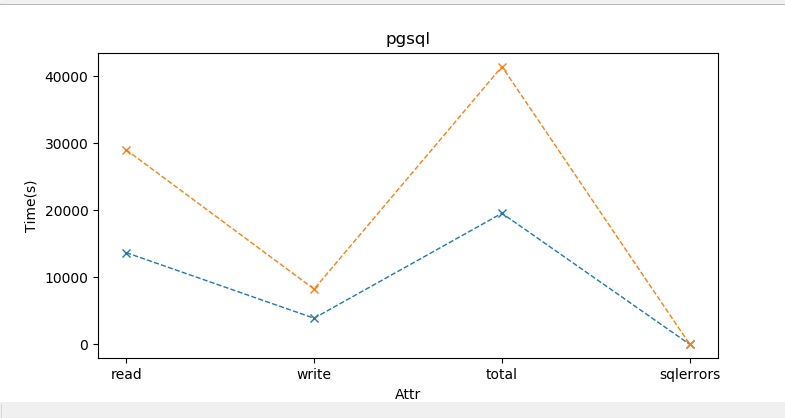 pgsql
40000
30000
20000
10000
0
Time(s)
read write total sqlerrors
Attr